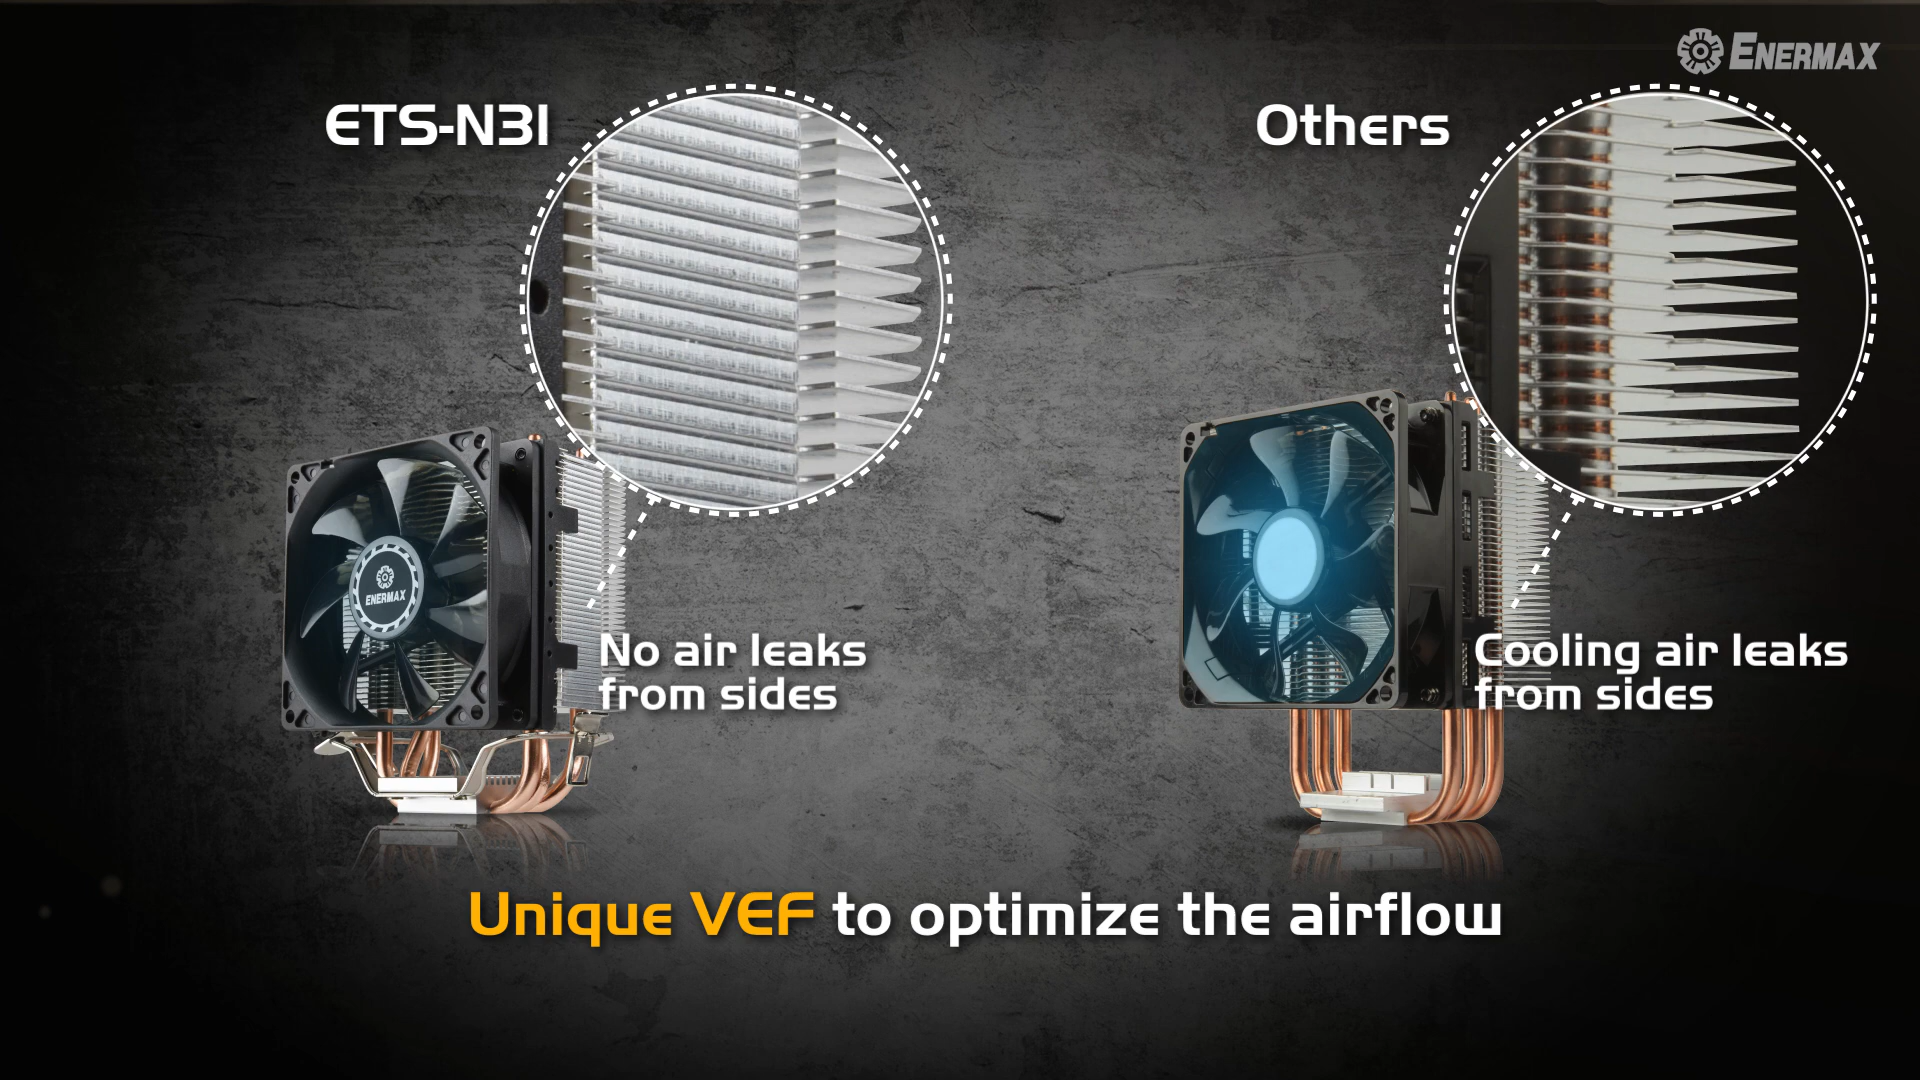 ENERMAX
ETS-N31
Others
ENERMAX
No air leaks
from sides
Cooling air leaks
from sides
Unique VEF to optimize the airflow